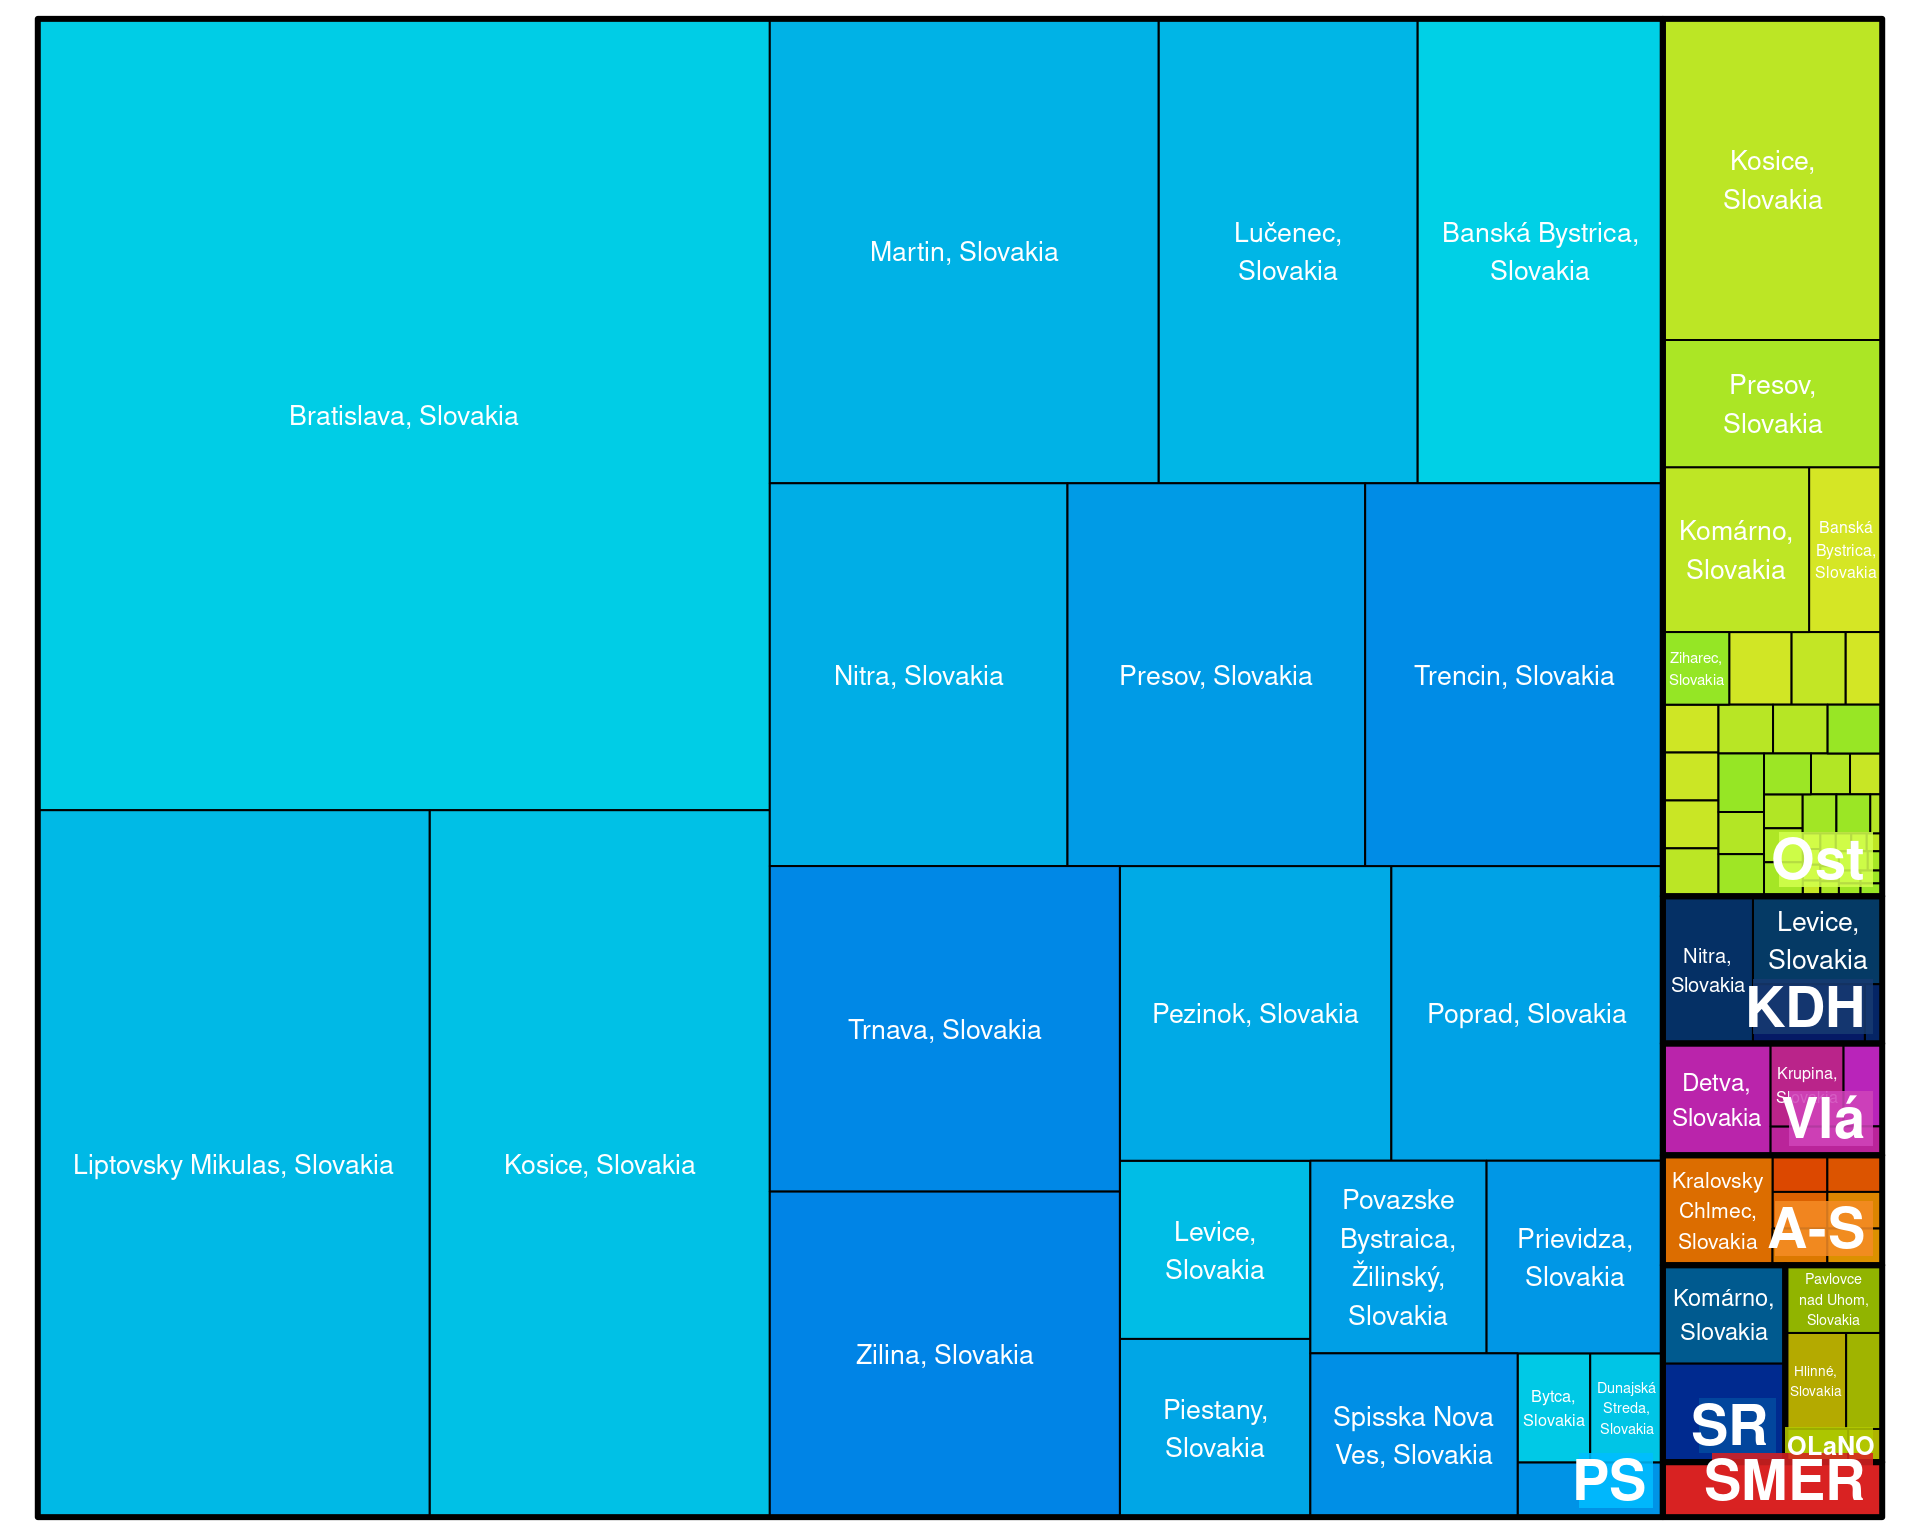 Bratislava, Slovakia
Liptovsky Mikulas, Slovakia
Kosice, Slovakia
Martin, Slovakia
Lučenec,
Slovakia
Banská Bystrica,
Slovakia
Nitra, Slovakia
Presov, Slovakia
Trencin, Slovakia
Trnava, Slovakia
Zilina, Slovakia
Pezinok, Slovakia
Poprad, Slovakia
Levice,
Slovakia
Piestany,
Slovakia
Povazske
Bystraica,
Žilinský,
Slovakia
Prievidza,
Slovakia
Spisska Nova
Ves, Slovakia
Bytca,
Slovakia
Dunajská
Streda,
Slovakia
PS
Kosice,
Slovakia
Presov,
Slovakia
Komárno,
Slovakia
Banská
Bystrica,
Slovakia
Ziharec,
Slovakia
Ost
Nitra,
Slovakia
Levice,
Slovakia
KDH
Detva,
Slovakia
Krupina,
Slovakia
Vlá
Kralovsky
Chlmec,
Slovakia
A-S
Komárno,
Slovakia
SR
Pavlovce
nad Uhom,
Slovakia
Hlinné,
Slovakia
OLaNO
SMER